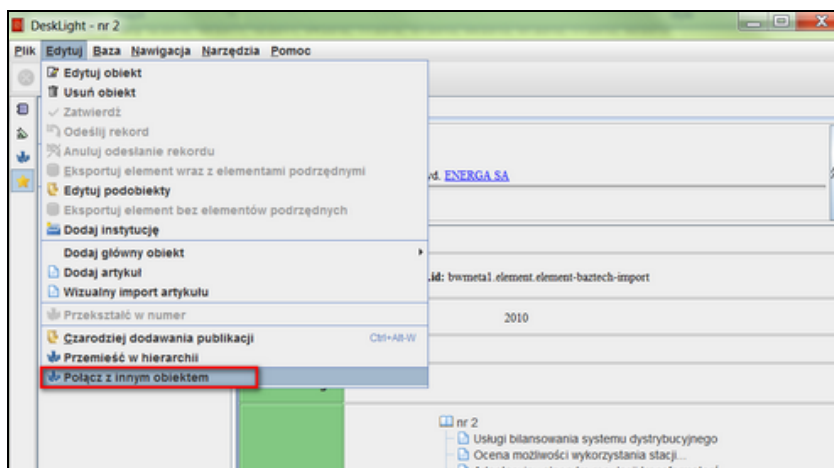 DeskLight - nr 2
Plik Edytuj Baza Nawigacja Narzędzia Pomoc
Edytuj obiekt
Usuń obiekt
Zatwierdź
Odeślij rekord
Anuluj odesłanie rekordu
Eksportuj element wraz z elementami podrzędnymi
yd. ENERGA SA
Edytuj podobiekty
Eksportuj element bez elementów podrzędnych
Dodaj instytucję
Dodaj główny obiekt
Dodaj artykuł
.id: bwmeta1.element.element-baztech-import
Wizualny import artykułu
Przekształć w numer
2010
Czarodziej dodawania publikacji Ctrl+Alt-W
Przemieść w hierarchii
Połącz z innym obiektem
nr 2
Usługi bilansowania systemu dystrybucyjnego
Ocena możliwości wykorzystania stacji...